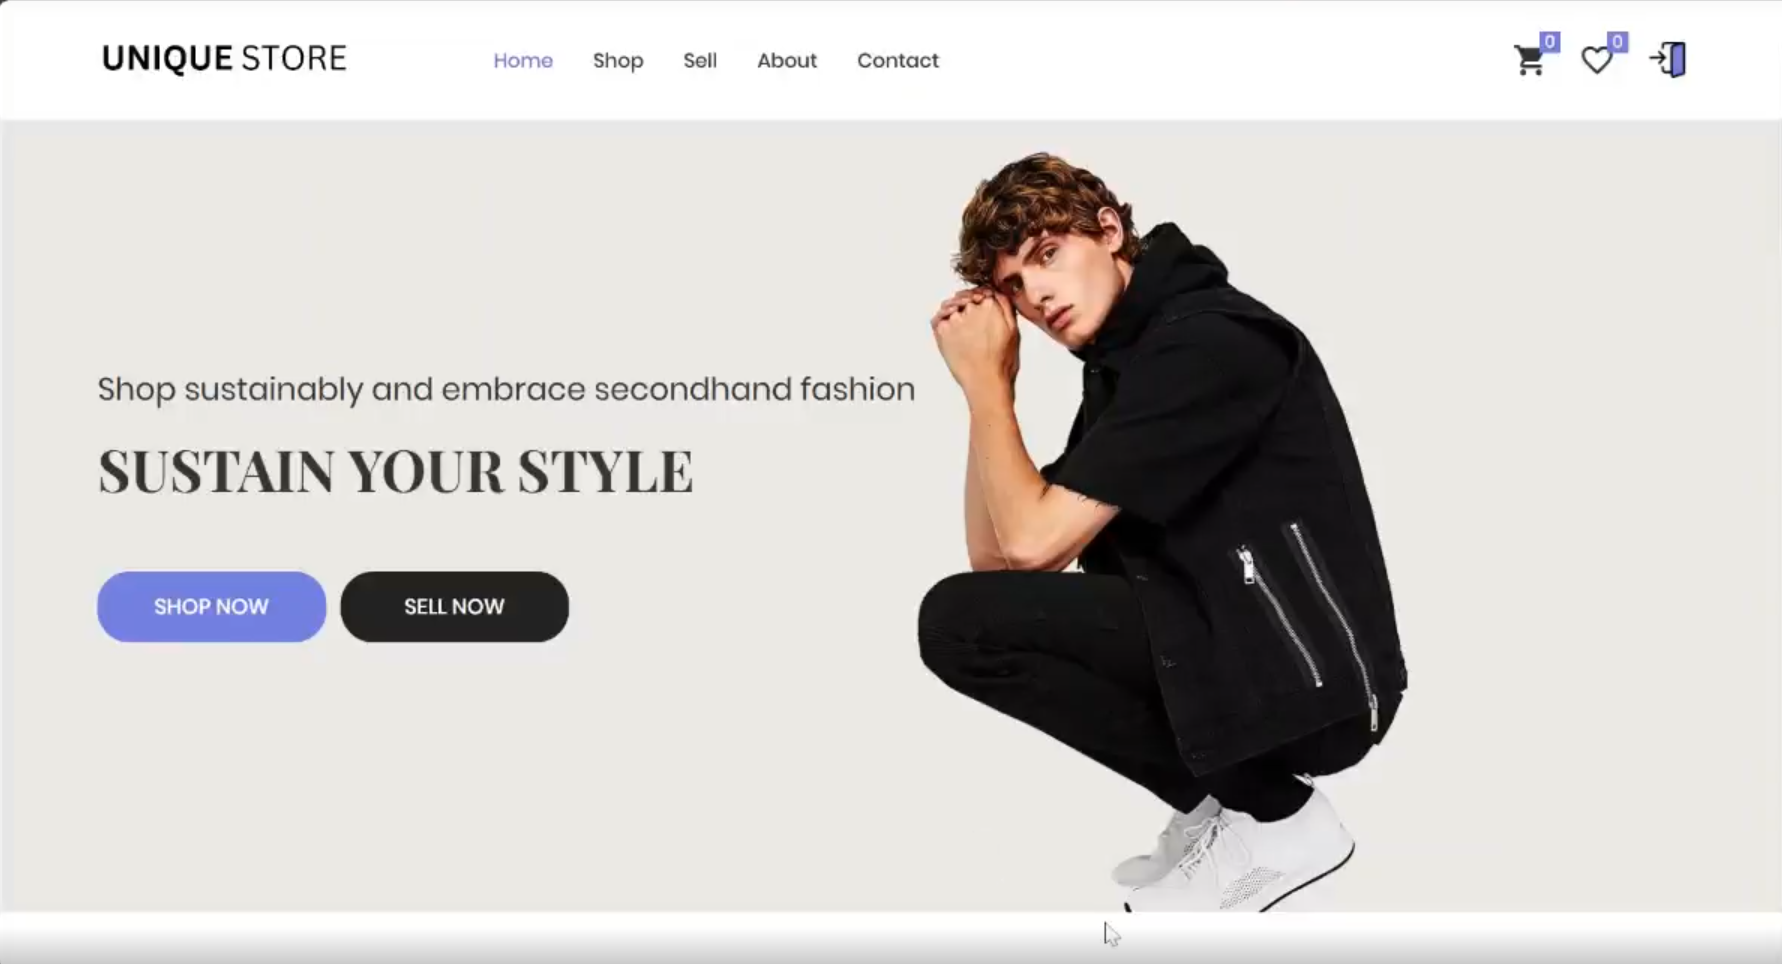 UNIQUE STORE
Home Shop Sell About Contact
0 0
Shop sustainably and embrace secondhand fashion
SUSTAIN YOUR STYLE
SHOP NOW SELL NOW